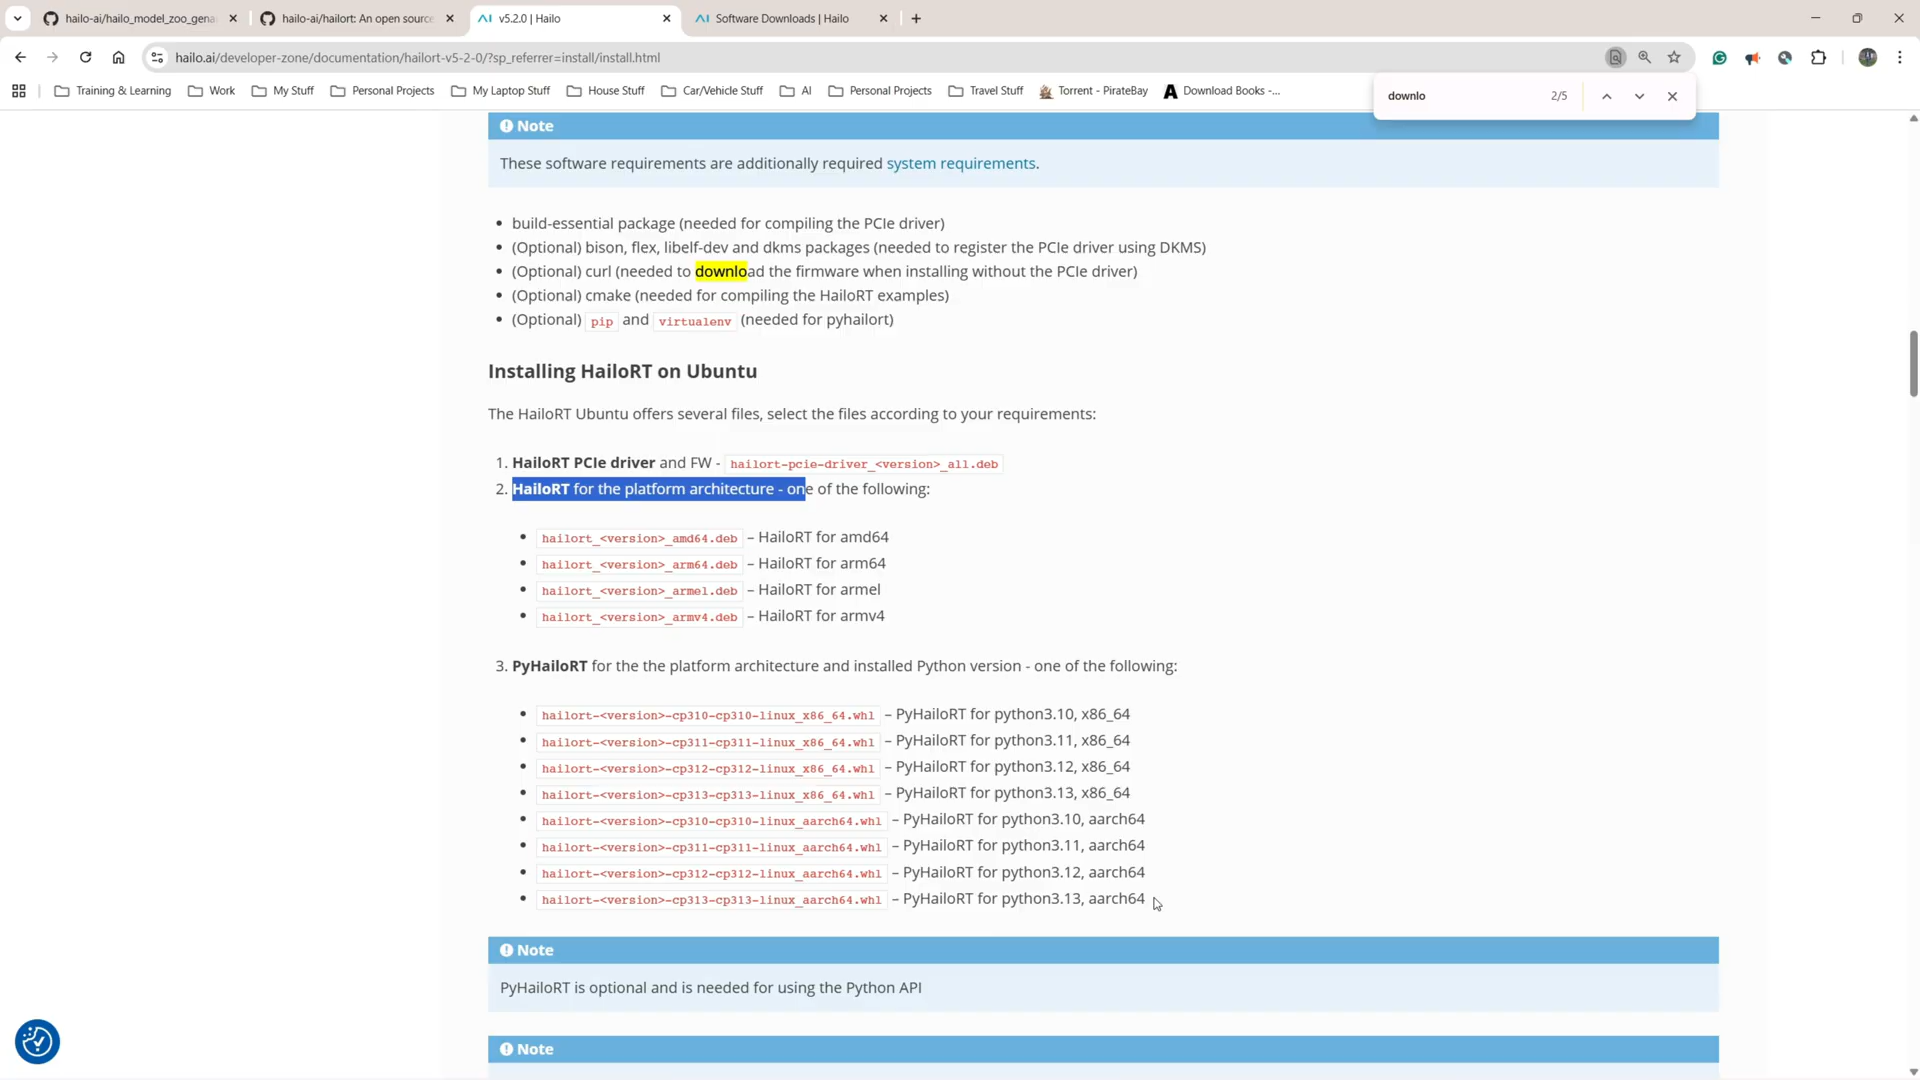 hailo-ai/hailo_model_zoo_gena
hailo-ai/hailort: An open source
v5.2.0 | Hailo
Software Downloads | Hailo
hailo.ai/developer-zone/documentation/hailort-v5-2-0/?sp_referrer=install/install.html
Training & Learning
Work
My Stuff
Personal Projects
My Laptop Stuff
House Stuff
Car/Vehicle Stuff
AI
Personal Projects
Travel Stuff
Torrent - PirateBay
Download Books -...
downlo
2/5
Note
These software requirements are additionally required system requirements.
• build-essential package (needed for compiling the PCIe driver)
• (Optional) bison, flex, libelf-dev and dkms packages (needed to register the PCIe driver using DKMS)
• (Optional) curl (needed to download the firmware when installing without the PCIe driver)
• (Optional) cmake (needed for compiling the HailoRT examples)
• (Optional) pip and virtualenv (needed for pyhailort)
Installing HailoRT on Ubuntu
The HailoRT Ubuntu offers several files, select the files according to your requirements:
1. HailoRT PCIe driver and FW - hailort-pcie-driver_<version>_all.deb
2. HailoRT for the platform architecture - one of the following:
• hailort_<version>_amd64.deb – HailoRT for amd64
• hailort_<version>_arm64.deb – HailoRT for arm64
• hailort_<version>_armel.deb – HailoRT for armel
• hailort_<version>_armv4.deb – HailoRT for armv4
3. PyHailoRT for the the platform architecture and installed Python version - one of the following:
• hailort-<version>-cp310-cp310-linux_x86_64.whl – PyHailoRT for python3.10, x86_64
• hailort-<version>-cp311-cp311-linux_x86_64.whl – PyHailoRT for python3.11, x86_64
• hailort-<version>-cp312-cp312-linux_x86_64.whl – PyHailoRT for python3.12, x86_64
• hailort-<version>-cp313-cp313-linux_x86_64.whl – PyHailoRT for python3.13, x86_64
• hailort-<version>-cp310-cp310-linux_aarch64.whl – PyHailoRT for python3.10, aarch64
• hailort-<version>-cp311-cp311-linux_aarch64.whl – PyHailoRT for python3.11, aarch64
• hailort-<version>-cp312-cp312-linux_aarch64.whl – PyHailoRT for python3.12, aarch64
• hailort-<version>-cp313-cp313-linux_aarch64.whl – PyHailoRT for python3.13, aarch64
Note
PyHailoRT is optional and is needed for using the Python API
Note